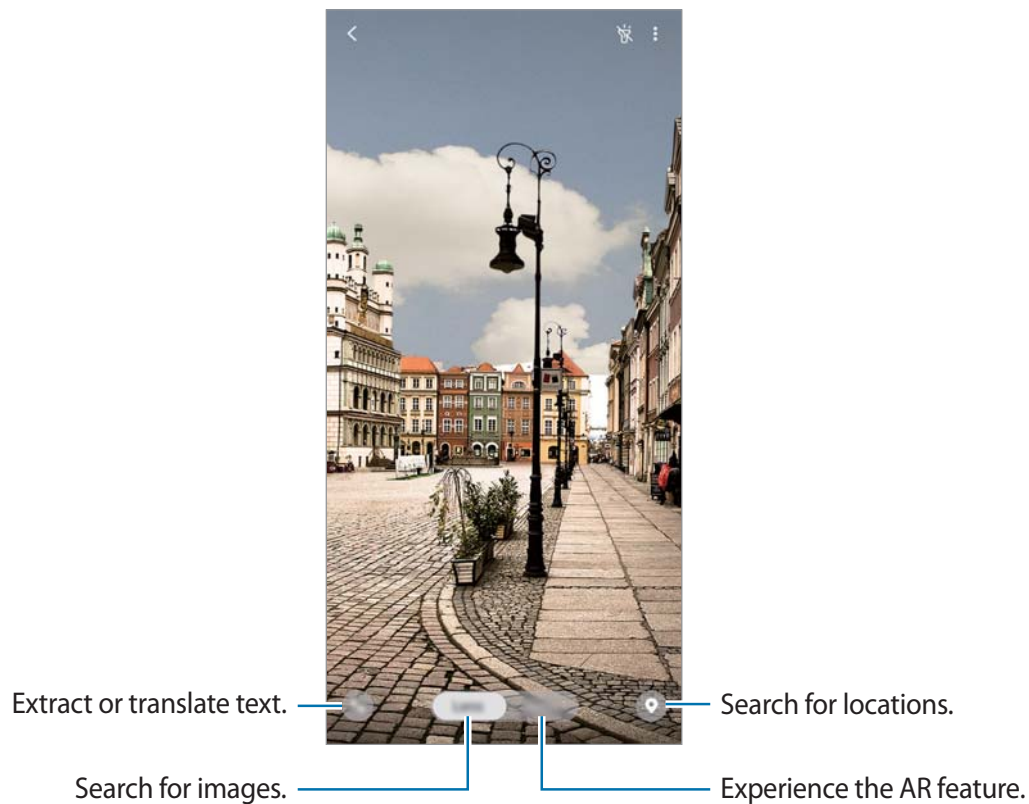 Extract or translate text.
Search for locations.
Search for images.
Experience the AR feature.